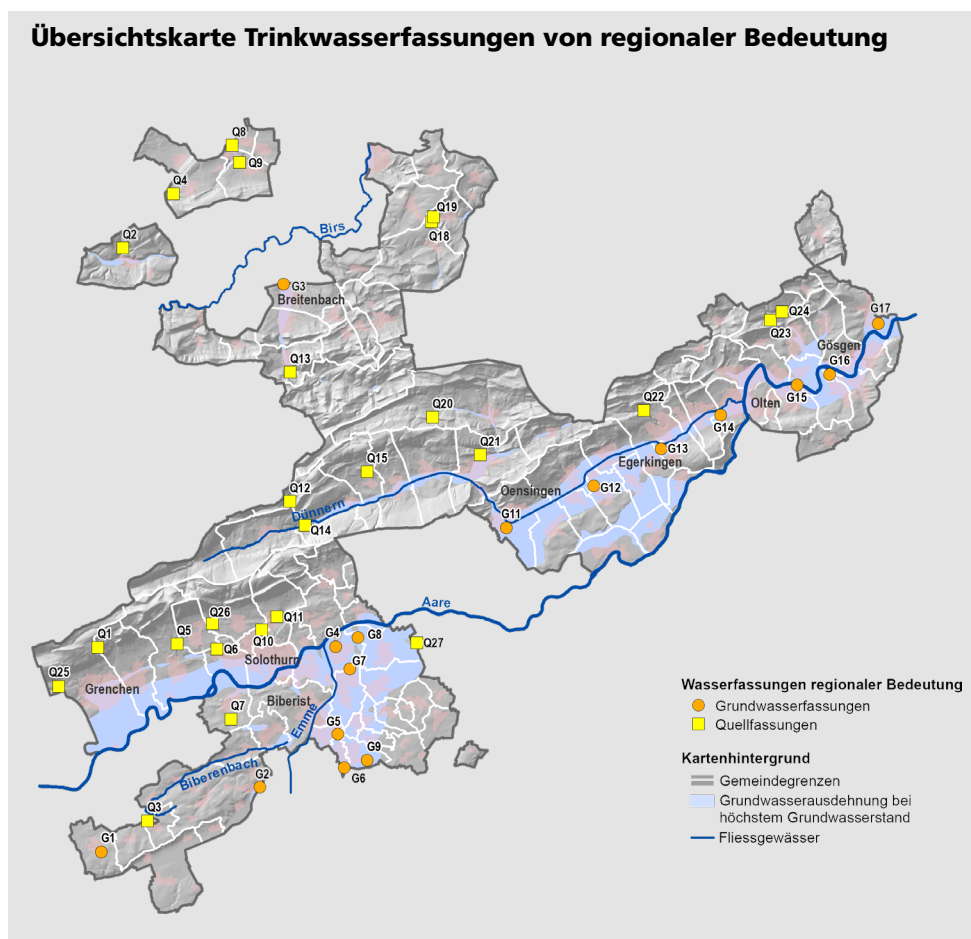 Übersichtskarte Trinkwasserfassungen von regionaler Bedeutung
Q8
Q9
Q4
Q2
Birs
Q19
Q18
G3
Breitenbach
Q13
Q24
Q23
G17
Gösgen
G16
G15
Olten
Q22
G14
G13
Egerkingen
G12
Oensingen
G11
Q20
Q21
Q15
Q12
Dünnern
Q14
Aare
Q26
Q11
Q1
Q5
Q6
Q10
G4
G8
G7
Q27
Q25
Grenchen
Solothurn
Q7
Biberist
Emme
G5
G9
G6
Biberenbach
G2
Q3
G1
Wasserfassungen regionaler Bedeutung
Grundwasserfassungen
Quellfassungen
Kartenhintergrund
Gemeindegrenzen
Grundwasserausdehnung bei
höchstem Grundwasserstand
Fliessgewässer